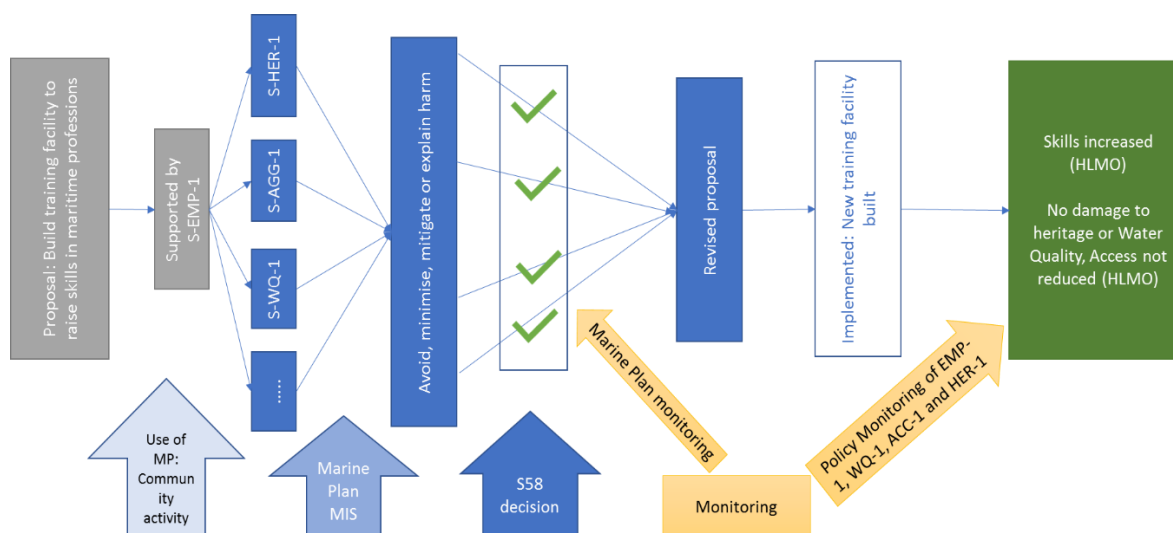 Proposal: Build training facility to
raise skills in maritime professions
Supported by
S-EMP-1
S-HER-1
S-AGG-1
S-WQ-1
.....
Avoid, minimise, mitigate or explain harm
Revised proposal
Implemented: New training facility
built
Skills increased
(HLMO)
No damage to
heritage or Water
Quality, Access not
reduced (HLMO)
Use of
MP:
Commun
ity
activity
Marine
Plan
MIS
S58
decision
Marine Plan monitoring
Monitoring
Policy Monitoring of EMP-
1, WQ-1, ACC-1 and HER-1